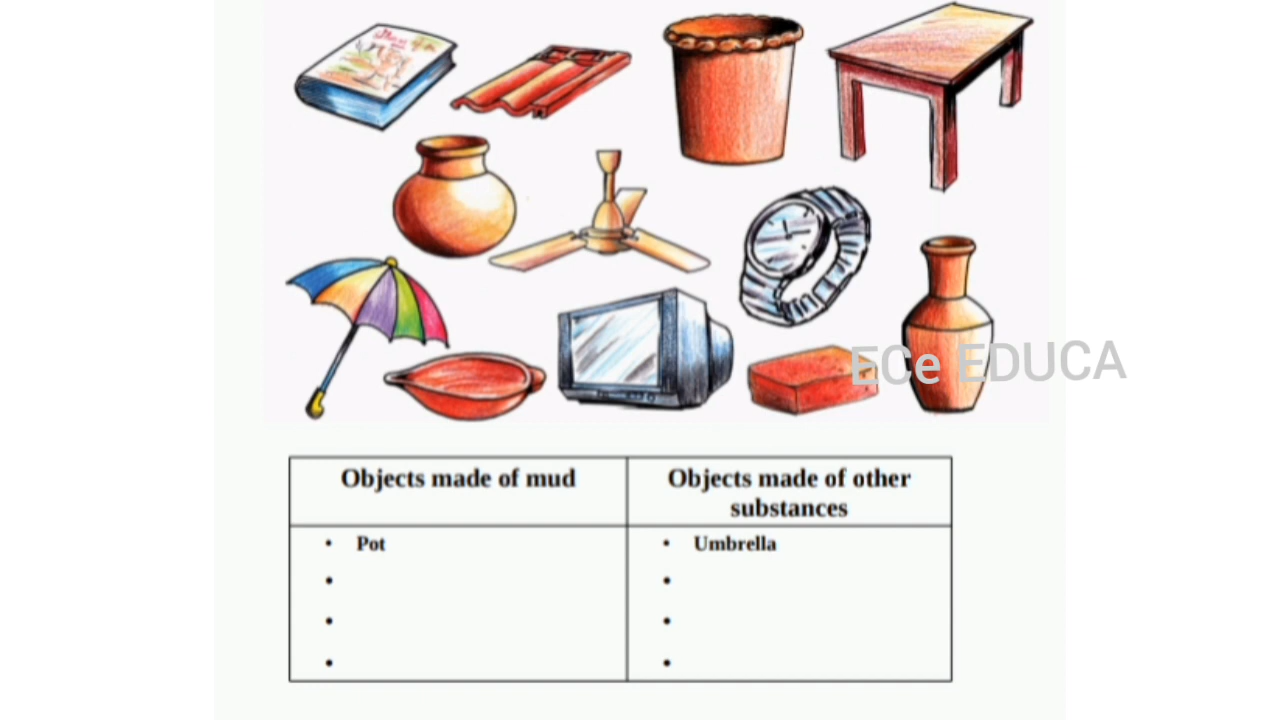 ECe EDUCA
Objects made of mud
Objects made of other
substances
• Pot
•
•
•
• Umbrella
•
•
•